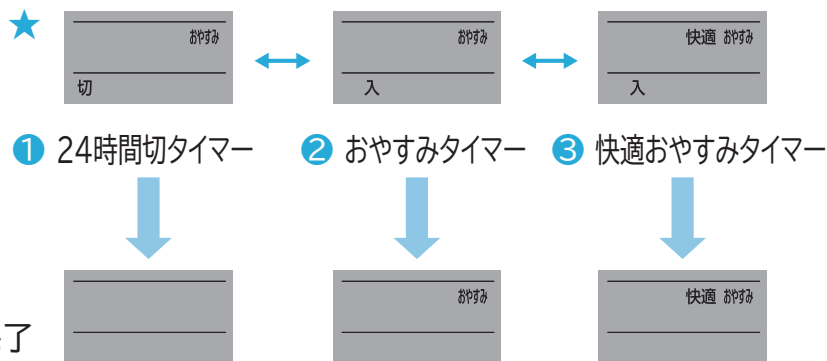 ★
おやすみ
切
おやすみ
入
快適 おやすみ
入
❶ 24時間切タイマー
❷ おやすみタイマー
❸ 快適おやすみタイマー
おやすみ
快適 おやすみ
了